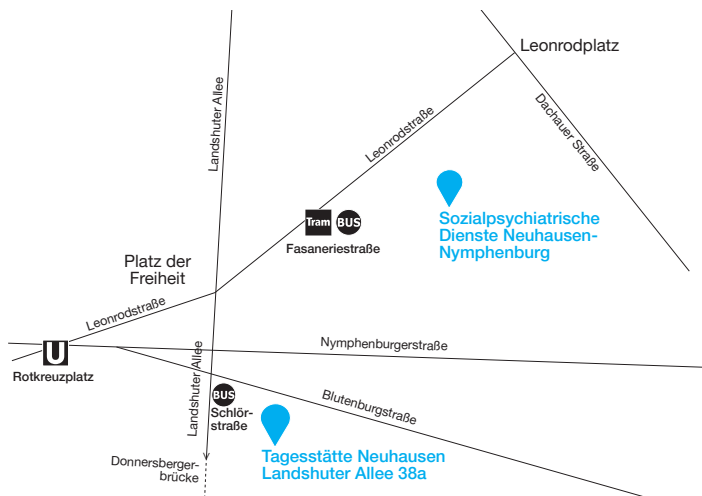 Leonrodplatz
Landshuter Allee
Leonrodstraße
Dachauer Straße
Tram
BUS
Fasaneriestraße
Sozialpsychiatrische
Dienste Neuhausen-
Nymphenburg
Platz der
Freiheit
Leonrodstraße
U
Rotkreuzplatz
Nymphenburgerstraße
Landshuter Allee
BUS
Schlör-
straße
Blutenburgstraße
Tagesstätte Neuhausen
Landshuter Allee 38a
Donnersberger-
brücke